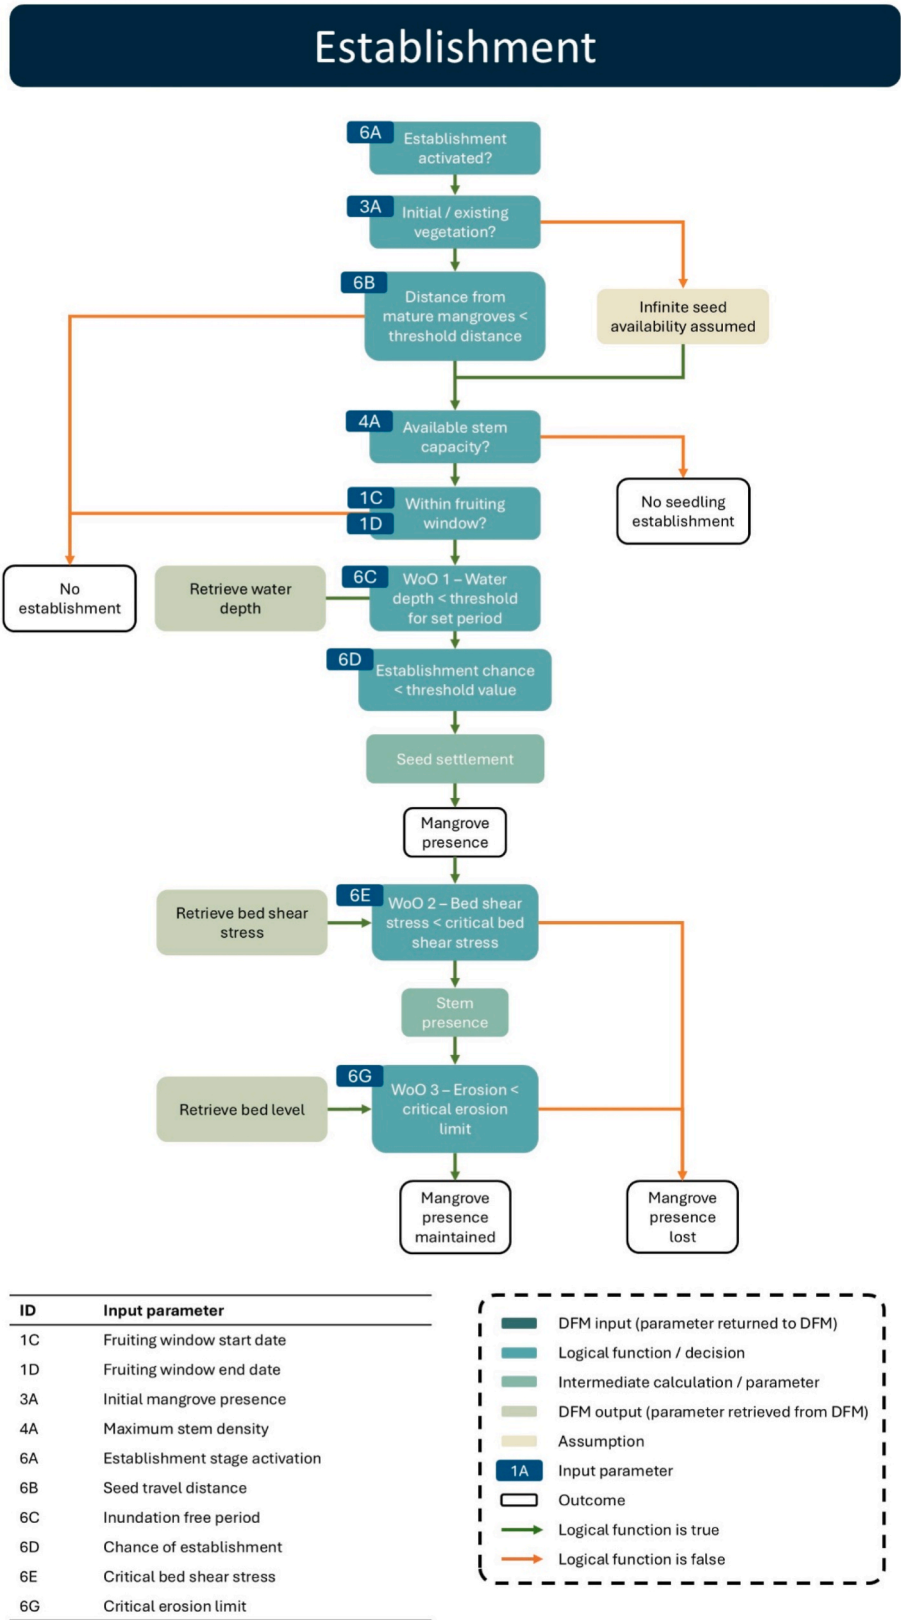 Establishment
6A
Establishment
activated?
3A
Initial / existing
vegetation?
6B
Distance from
mature mangroves <
threshold distance
Infinite seed
availability assumed
4A
Available stem
capacity?
1C
1D
Within fruiting
window?
No seedling
establishment
No
establishment
Retrieve water
depth
6C
WoO 1 – Water
depth < threshold
for set period
6D
Establishment chance
< threshold value
Seed settlement
Mangrove
presence
Retrieve bed shear
stress
6E
WoO 2 – Bed shear
stress < critical bed
shear stress
Stem
presence
Retrieve bed level
6G
WoO 3 – Erosion <
critical erosion
limit
Mangrove
presence
maintained
Mangrove
presence
lost
ID Input parameter
1C Fruiting window start date
1D Fruiting window end date
3A Initial mangrove presence
4A Maximum stem density
6A Establishment stage activation
6B Seed travel distance
6C Inundation free period
6D Chance of establishment
6E Critical bed shear stress
6G Critical erosion limit
DFM input (parameter returned to DFM)
Logical function / decision
Intermediate calculation / parameter
DFM output (parameter retrieved from DFM)
Assumption
1A Input parameter
Outcome
Logical function is true
Logical function is false